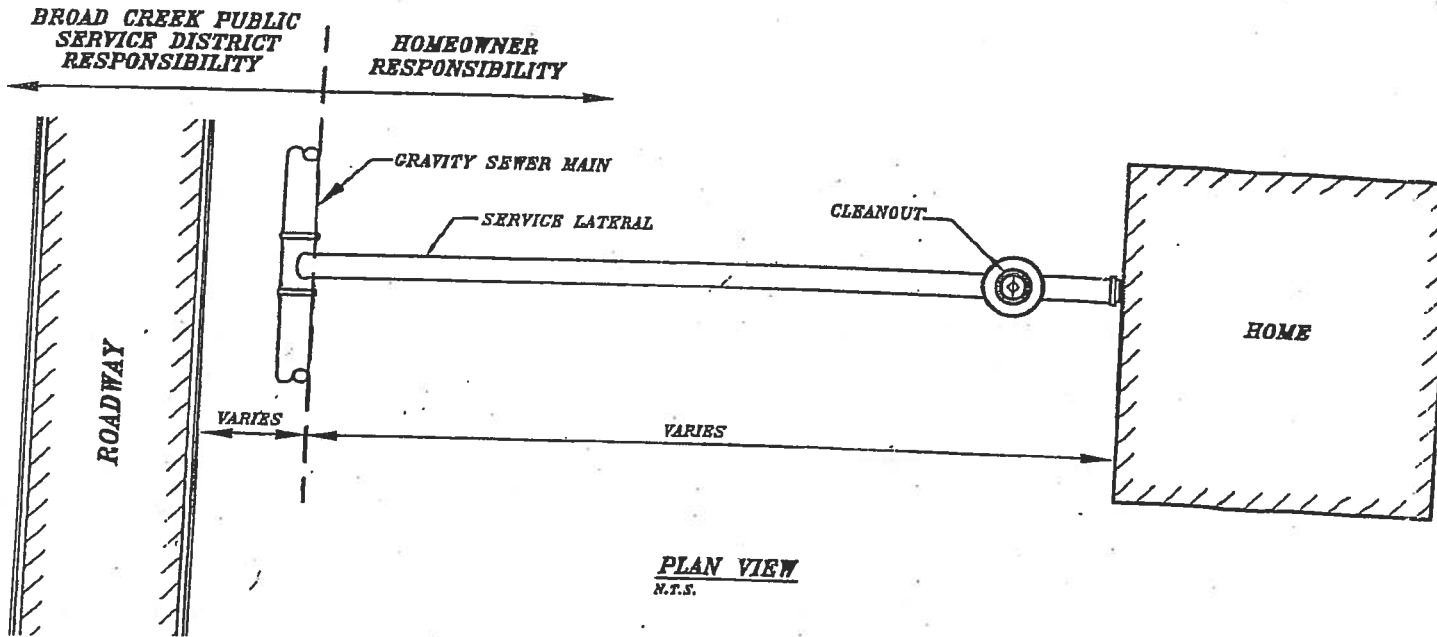 BROAD CREEK PUBLIC
SERVICE DISTRICT
RESPONSIBILITY
HOMEOWNER
RESPONSIBILITY
GRAVITY SEWER MAIN
SERVICE LATERAL
CLEANOUT
HOME
ROADWAY
VARIES
VARIES
PLAN VIEW
N.T.S.